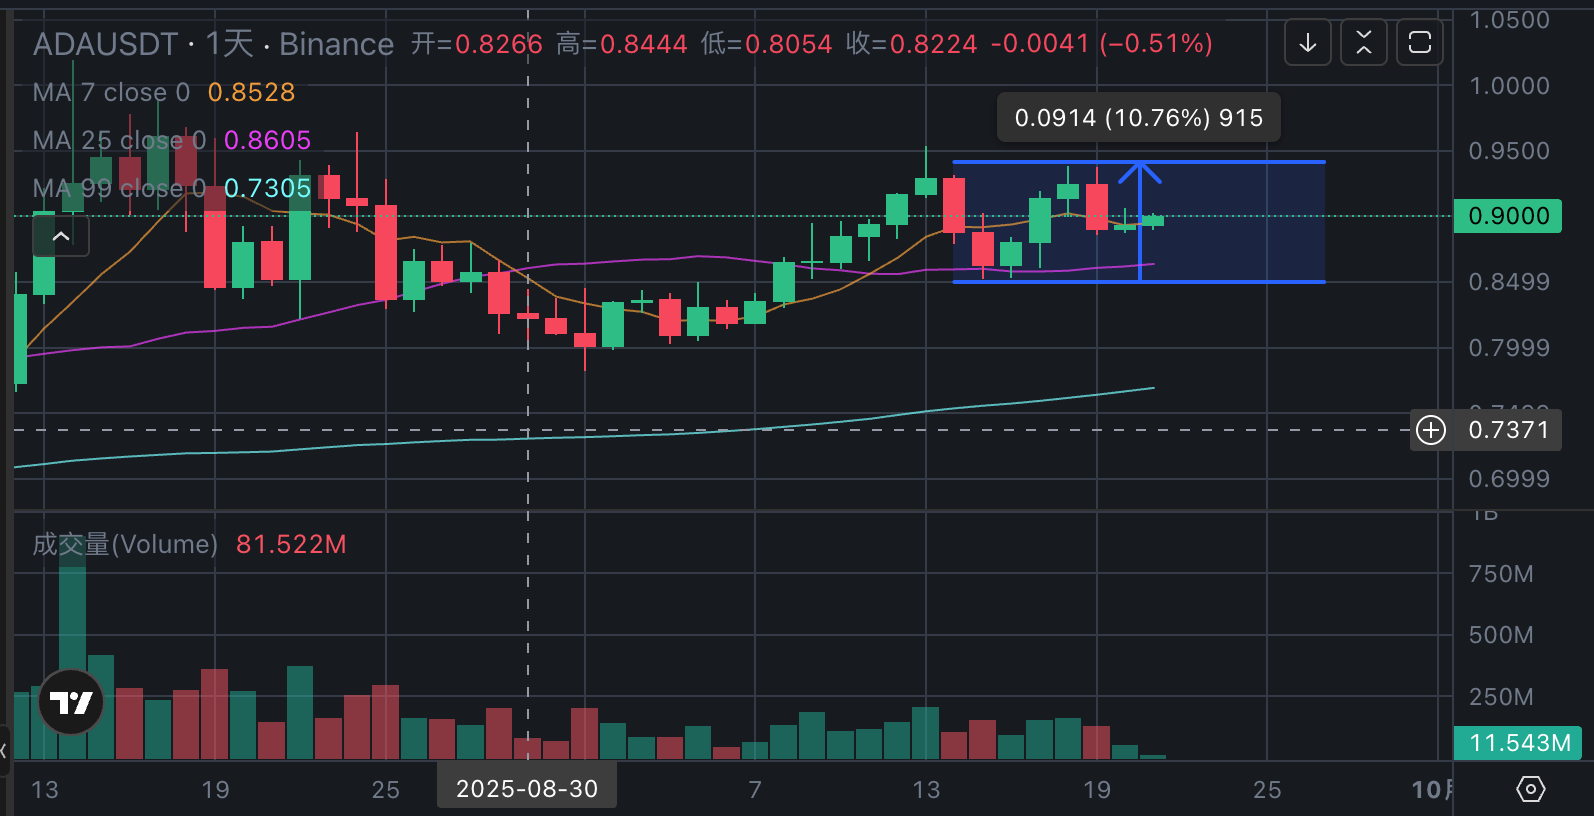 ADAUSDT · 1天 · Binance 开=0.8266 高=0.8444 低=0.8054 收=0.8224 -0.0041 (−0.51%)
MA 7 close 0 0.8528
MA 25 close 0 0.8605
MA 99 close 0 0.7305
0.0914 (10.76%) 915
1.0500
1.0000
0.9500
0.9000
0.8499
0.7999
0.7499
0.7371
0.6999
成交量(Volume) 81.522M
1B
750M
500M
250M
11.543M
13 19 25 2025-08-30 7 13 19 25 10月